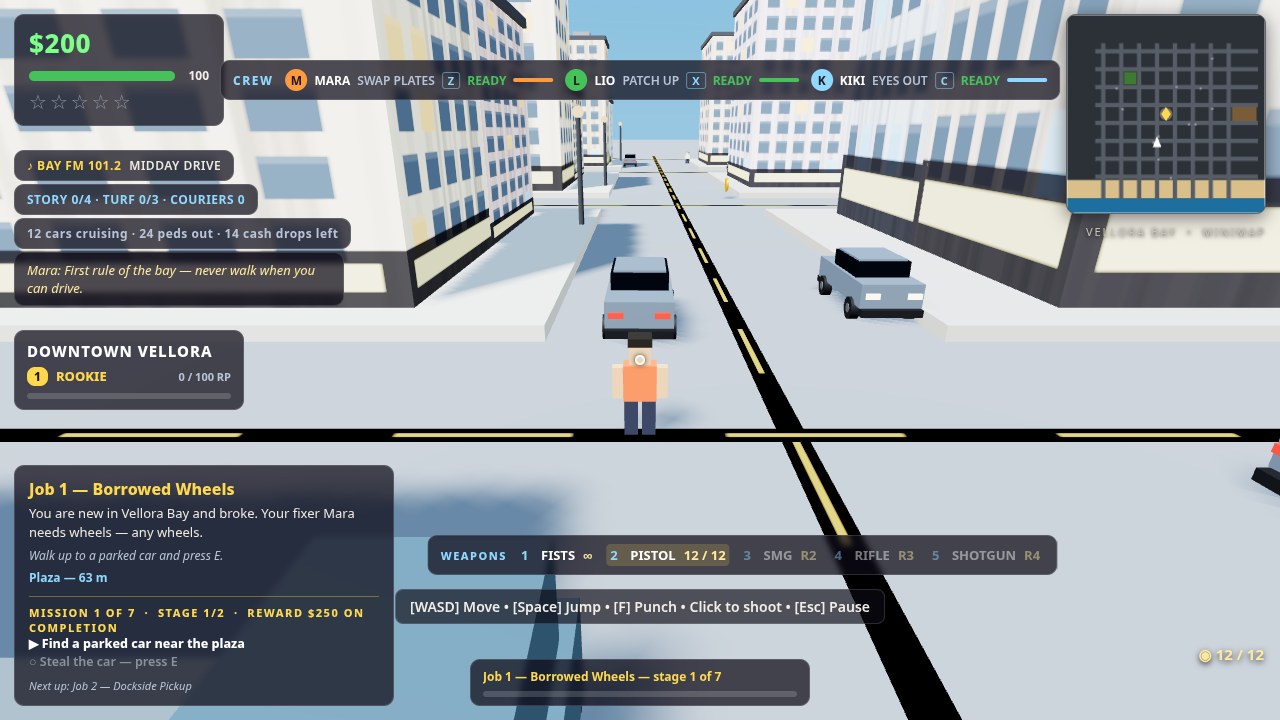 $200
100
☆☆☆☆☆
CREW M MARA SWAP PLATES Z READY L LIO PATCH UP X READY K KIKI EYES OUT C READY
♪ BAY FM 101.2 MIDDAY DRIVE
STORY 0/4 · TURF 0/3 · COURIERS 0
12 cars cruising · 24 peds out · 14 cash drops left
Mara: First rule of the bay — never walk when you
can drive.
VELLORA BAY • MINIMAP
DOWNTOWN VELLORA
1 ROOKIE 0 / 100 RP
Job 1 — Borrowed Wheels
You are new in Vellora Bay and broke. Your fixer Mara
needs wheels — any wheels.
Walk up to a parked car and press E.
Plaza — 63 m
MISSION 1 OF 7 · STAGE 1/2 · REWARD $250 ON
COMPLETION
▶ Find a parked car near the plaza
○ Steal the car — press E
Next up: Job 2 — Dockside Pickup
WEAPONS 1 FISTS ∞ 2 PISTOL 12 / 12 3 SMG R2 4 RIFLE R3 5 SHOTGUN R4
[WASD] Move • [Space] Jump • [F] Punch • Click to shoot • [Esc] Pause
◉ 12 / 12
Job 1 — Borrowed Wheels — stage 1 of 7